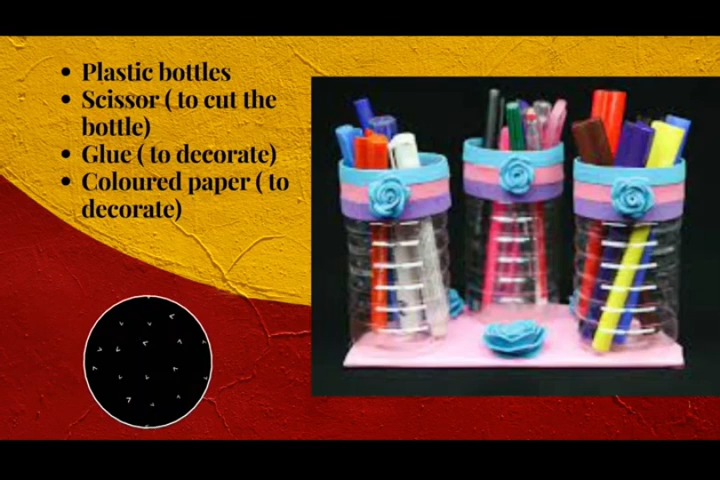 Plastic bottles
Scissor ( to cut the
bottle)
Glue ( to decorate)
Coloured paper ( to
decorate)